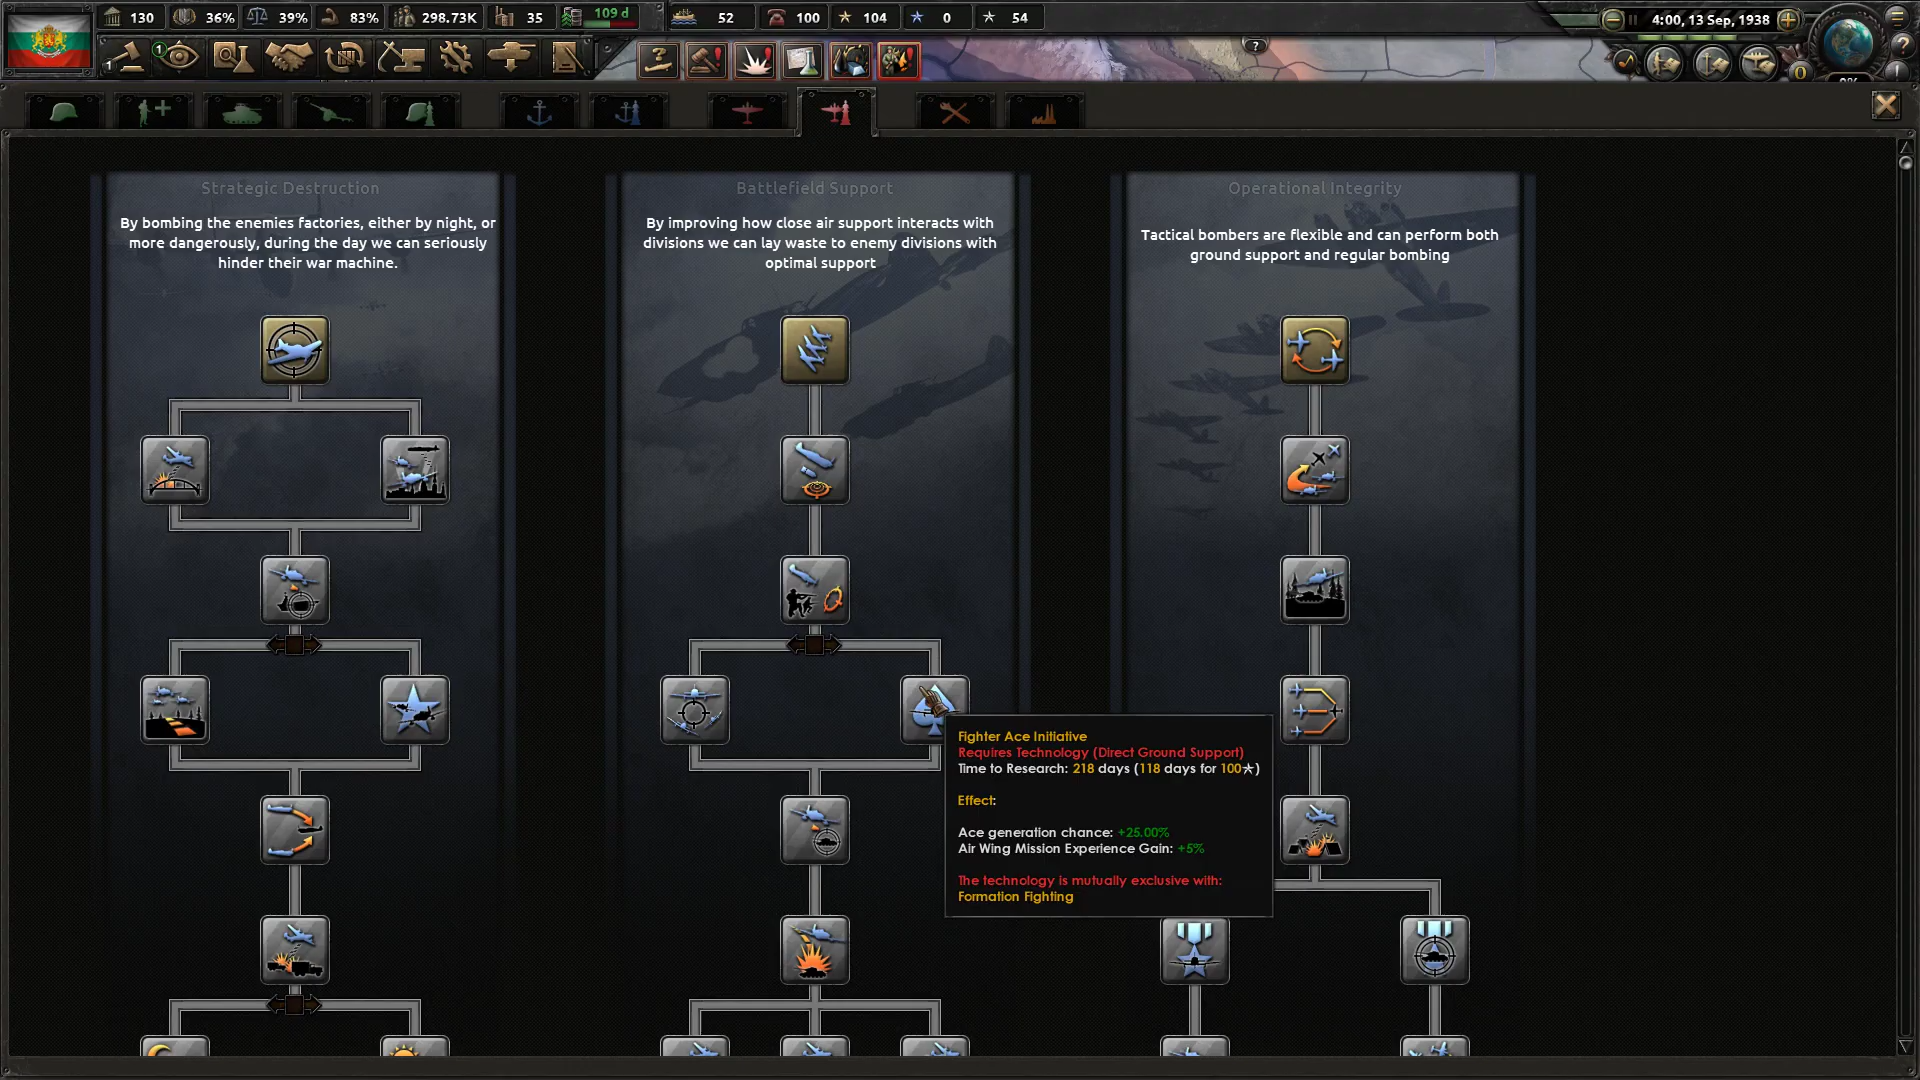 130
36%
39%
83%
298.73K
35
109 d
52
100
104
0
54
4:00, 13 Sep, 1938
1
1
?
?
0
Strategic Destruction
By bombing the enemies factories, either by night, or
more dangerously, during the day we can seriously
hinder their war machine.
Battlefield Support
By improving how close air support interacts with
divisions we can lay waste to enemy divisions with
optimal support
Operational Integrity
Tactical bombers are flexible and can perform both
ground support and regular bombing
Fighter Ace Initiative
Requires Technology (Direct Ground Support)
Time to Research: 218 days (118 days for 100★)
Effect:
Ace generation chance: +25.00%
Air Wing Mission Experience Gain: +5%
The technology is mutually exclusive with:
Formation Fighting